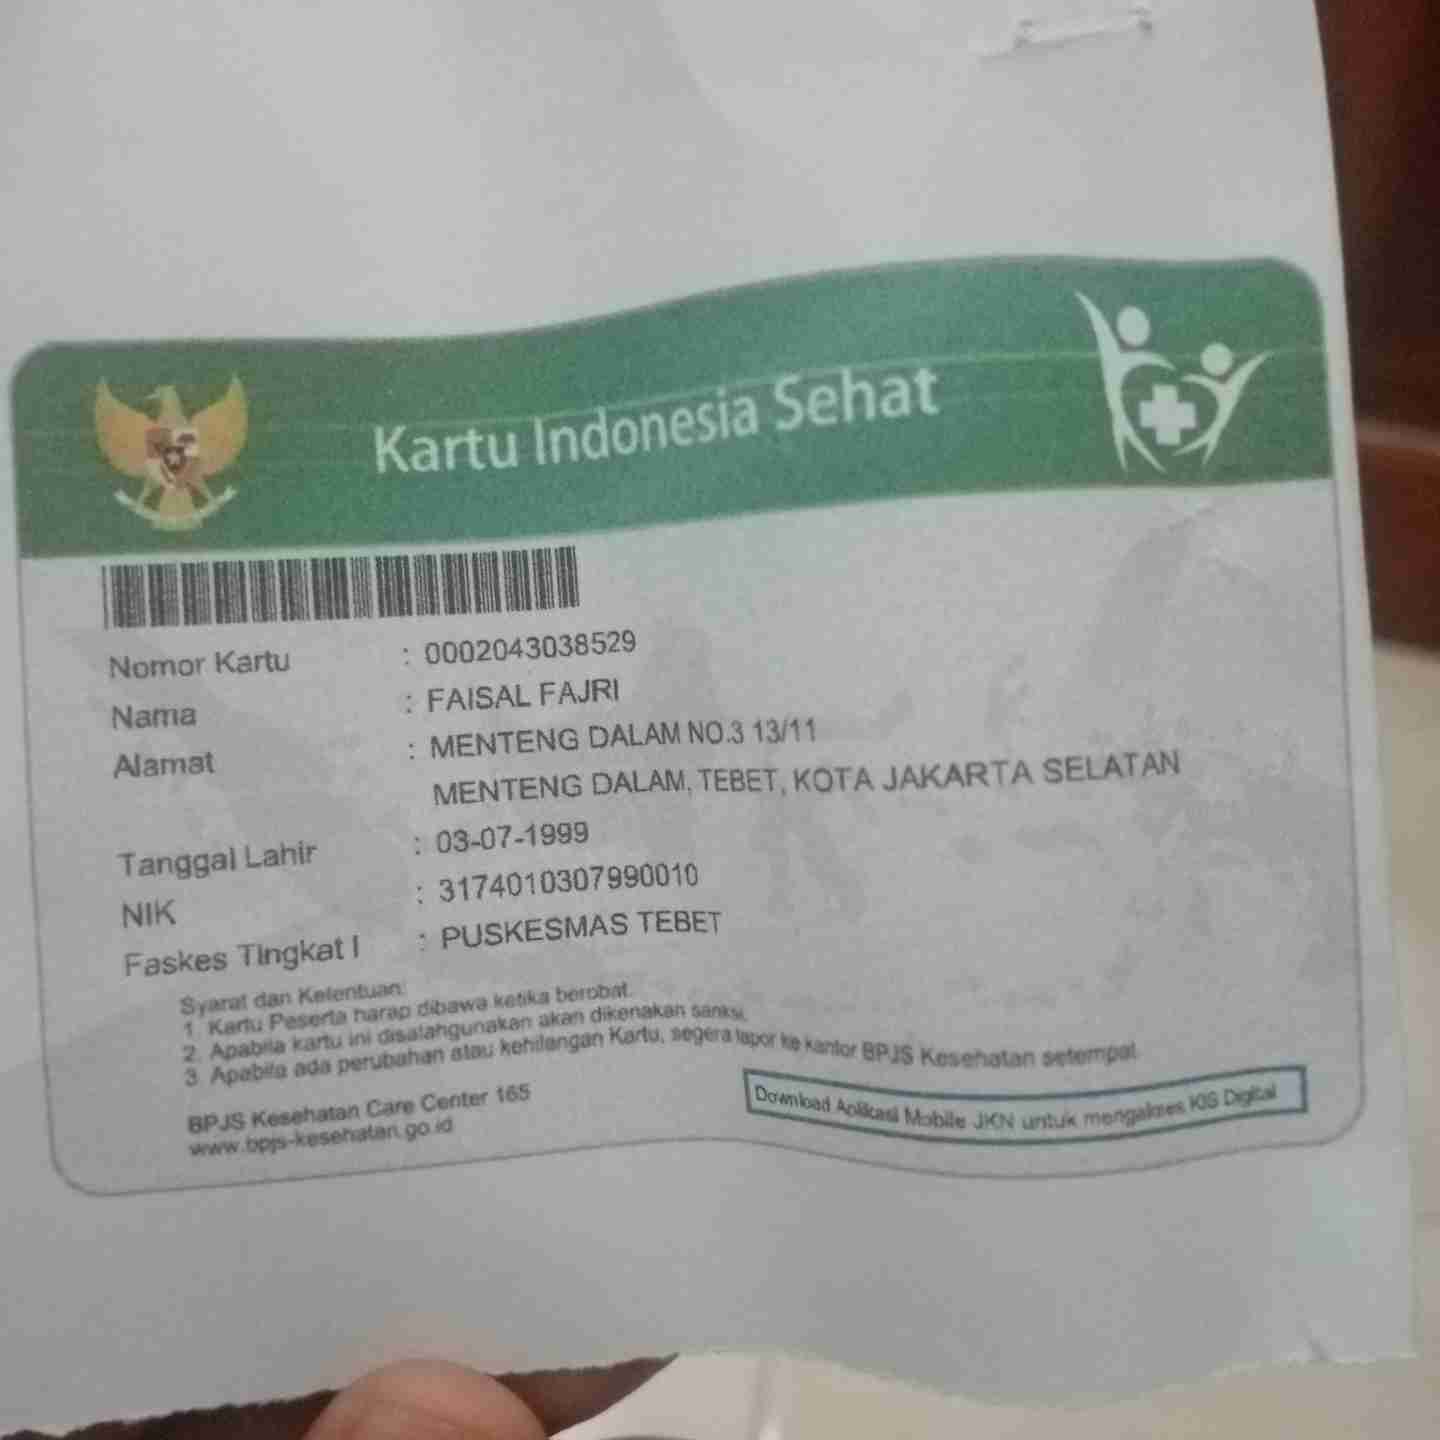 Kartu Indonesia Sehat
Nomor Kartu : 0002043038529
Nama : FAISAL FAJRI
Alamat : MENTENG DALAM NO.3 13/11
MENTENG DALAM, TEBET, KOTA JAKARTA SELATAN
Tanggal Lahir : 03-07-1999
NIK : 3174010307990010
Faskes Tingkat I : PUSKESMAS TEBET
Syarat dan Ketentuan:
1. Kartu Peserta harap dibawa ketika berobat.
2. Apabila kartu ini disalahgunakan akan dikenakan sanksi.
3. Apabila ada perubahan atau kehilangan Kartu, segera lapor ke kantor BPJS Kesehatan setempat.
BPJS Kesehatan Care Center 165
www.bpjs-kesehatan.go.id
Download Aplikasi Mobile JKN untuk mengakses KIS Digital